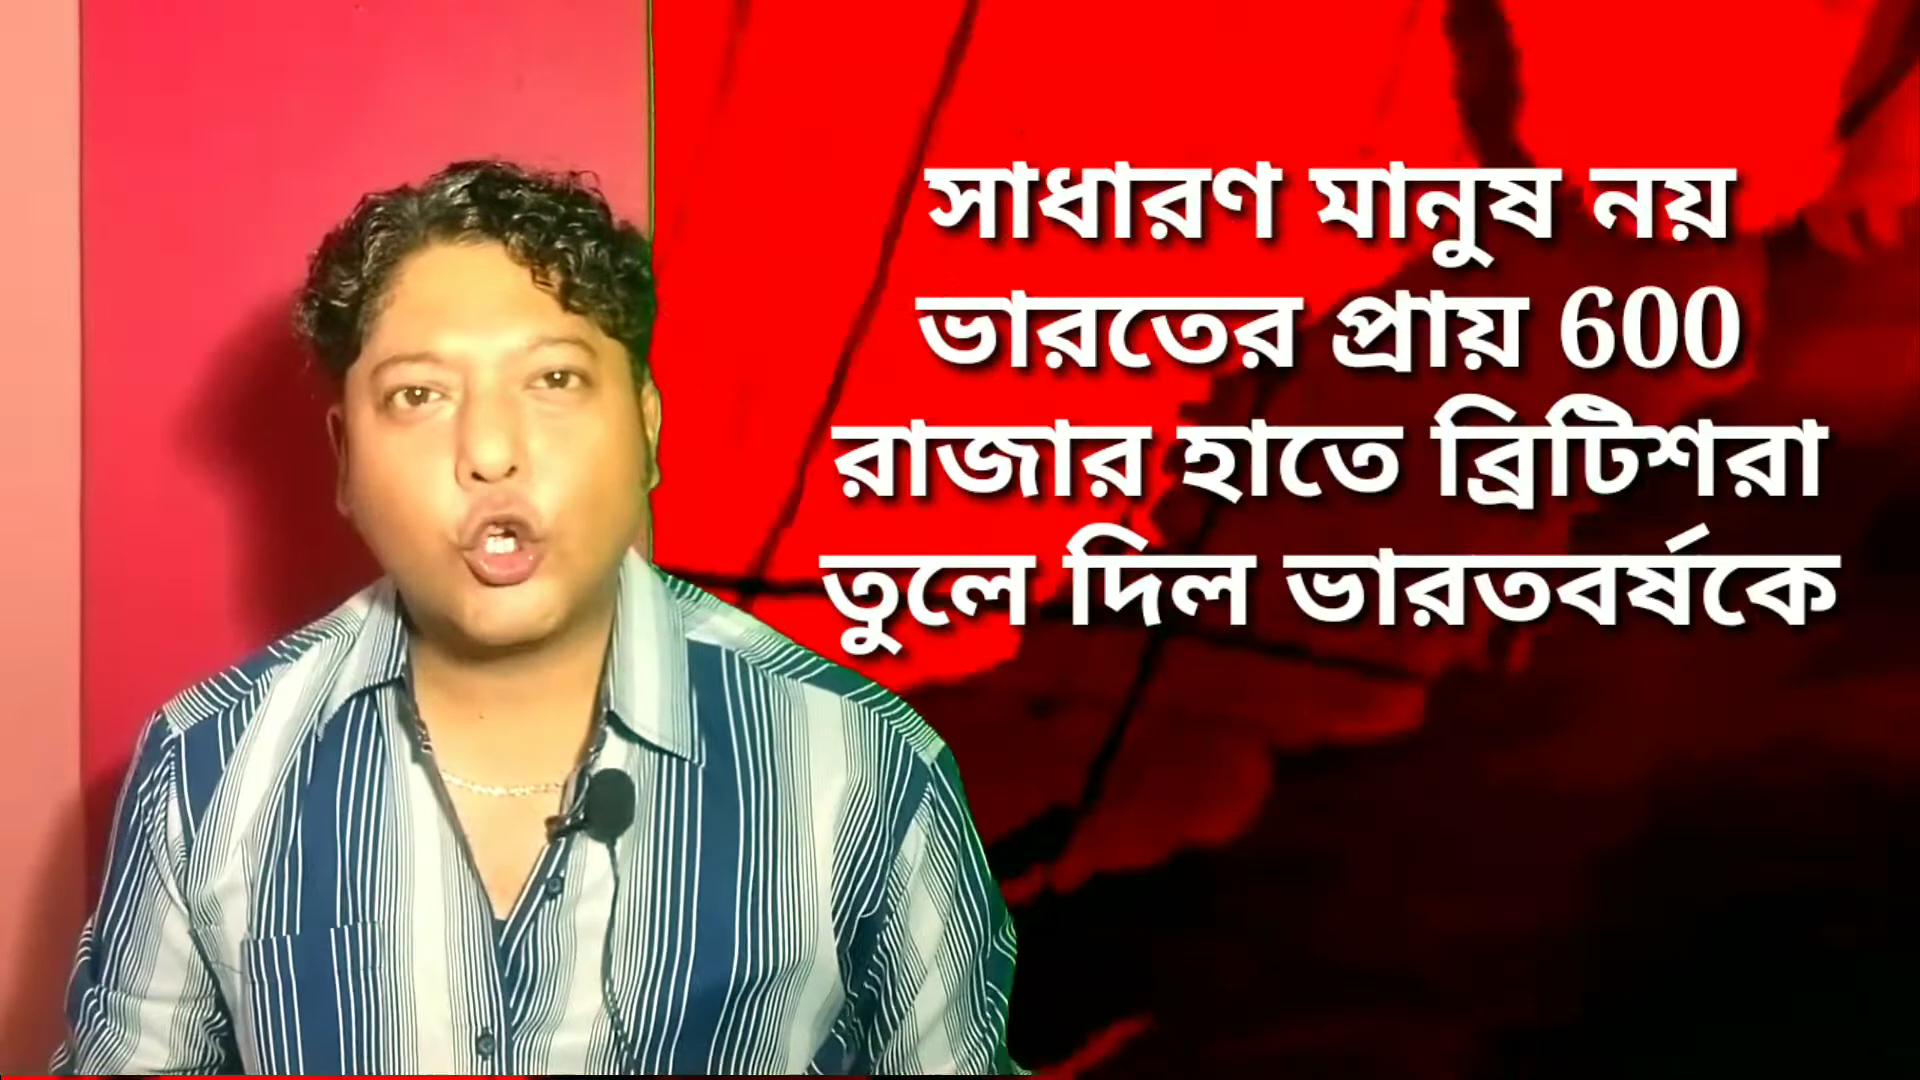 সাধারণ মানুষ নয়
ভারতের প্রায় 600
রাজার হাতে ব্রিটিশরা
তুলে দিল ভারতবর্ষকে